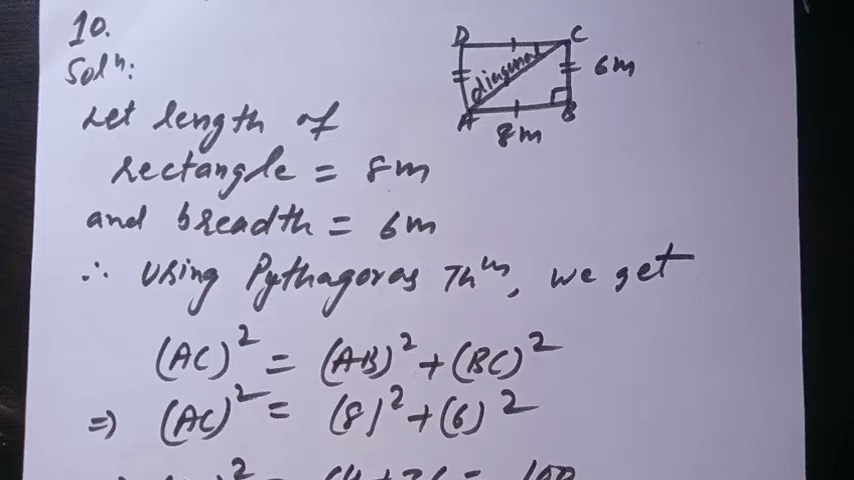 10.
Solⁿ:
D C
diagonal
6m
A B
8m
Let length of
rectangle = 8m
and breadth = 6m
∴ Using Pythagoras Thᵐ, we get
(AC)² = (AB)² + (BC)²
⇒ (AC)² = (8)² + (6)²